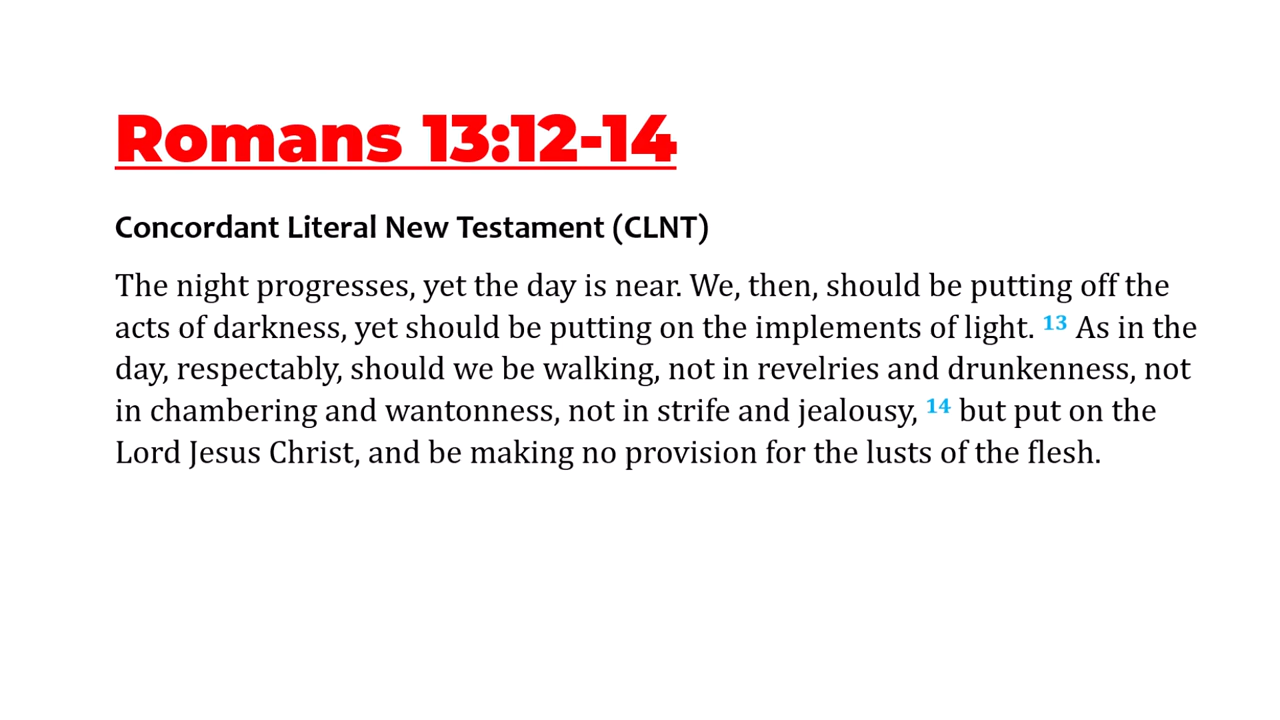 Romans 13:12-14
Concordant Literal New Testament (CLNT)
The night progresses, yet the day is near. We, then, should be putting off the
acts of darkness, yet should be putting on the implements of light. 13 As in the
day, respectably, should we be walking, not in revelries and drunkenness, not
in chambering and wantonness, not in strife and jealousy, 14 but put on the
Lord Jesus Christ, and be making no provision for the lusts of the flesh.